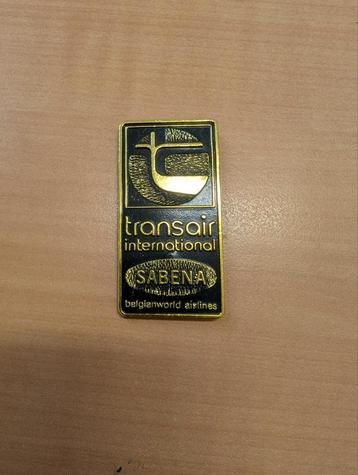 t
transair
international
SABENA
belgianworld airlines